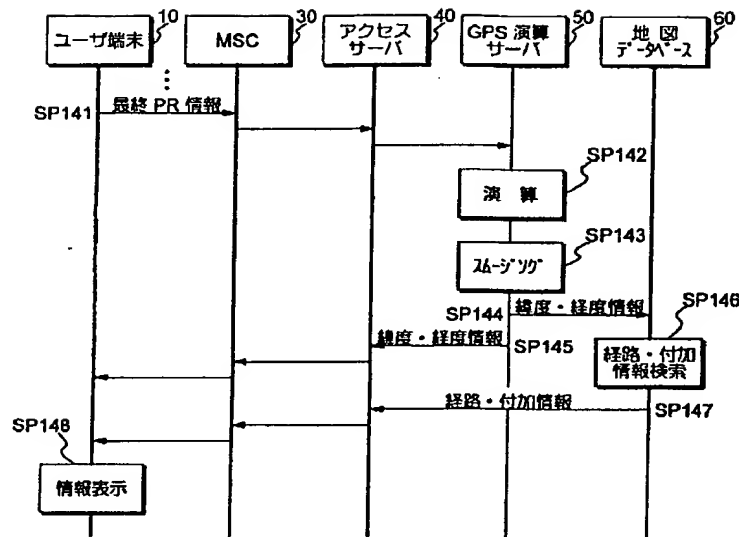 10
30
40
50
60
ユーザ端末
MSC
アクセス
サーバ
GPS 演算
サーバ
地 図
データベース
SP141
最終 PR 情報
SP142
演 算
SP143
スムージング
SP144
緯度・経度情報
SP146
緯度・経度情報
SP145
経路・付加
情報検索
経路・付加情報
SP147
SP148
情報表示